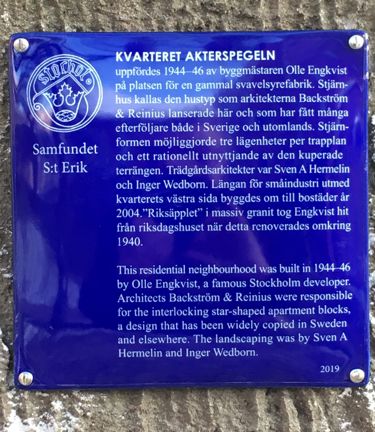 KVARTERET AKTERSPEGELN
uppfördes 1944–46 av byggmästaren Olle Engkvist
på platsen för en gammal svavelsyrefabrik. Stjärn-
hus kallas den hustyp som arkitekterna Backström
& Reinius lanserade här och som har fått många
efterföljare både i Sverige och utomlands. Stjärn-
formen möjliggjorde tre lägenheter per trapplan
och ett rationellt utnyttjande av den kuperade
terrängen. Trädgårdsarkitekter var Sven A Hermelin
och Inger Wedborn. Längan för småindustri utmed
kvarterets västra sida byggdes om till bostäder år
2004."Riksäpplet" i massiv granit tog Engkvist hit
från riksdagshuset när detta renoverades omkring
1940.
This residential neighbourhood was built in 1944-46
by Olle Engkvist, a famous Stockholm developer.
Architects Backström & Reinius were responsible
for the interlocking star-shaped apartment blocks,
a design that has been widely copied in Sweden
and elsewhere. The landscaping was by Sven A
Hermelin and Inger Wedborn.
2019
Samfundet
S:t Erik